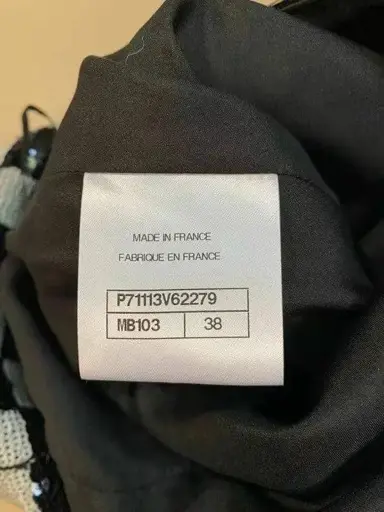 MADE IN FRANCE
FABRIQUE EN FRANCE
P71113V62279
MB103 38